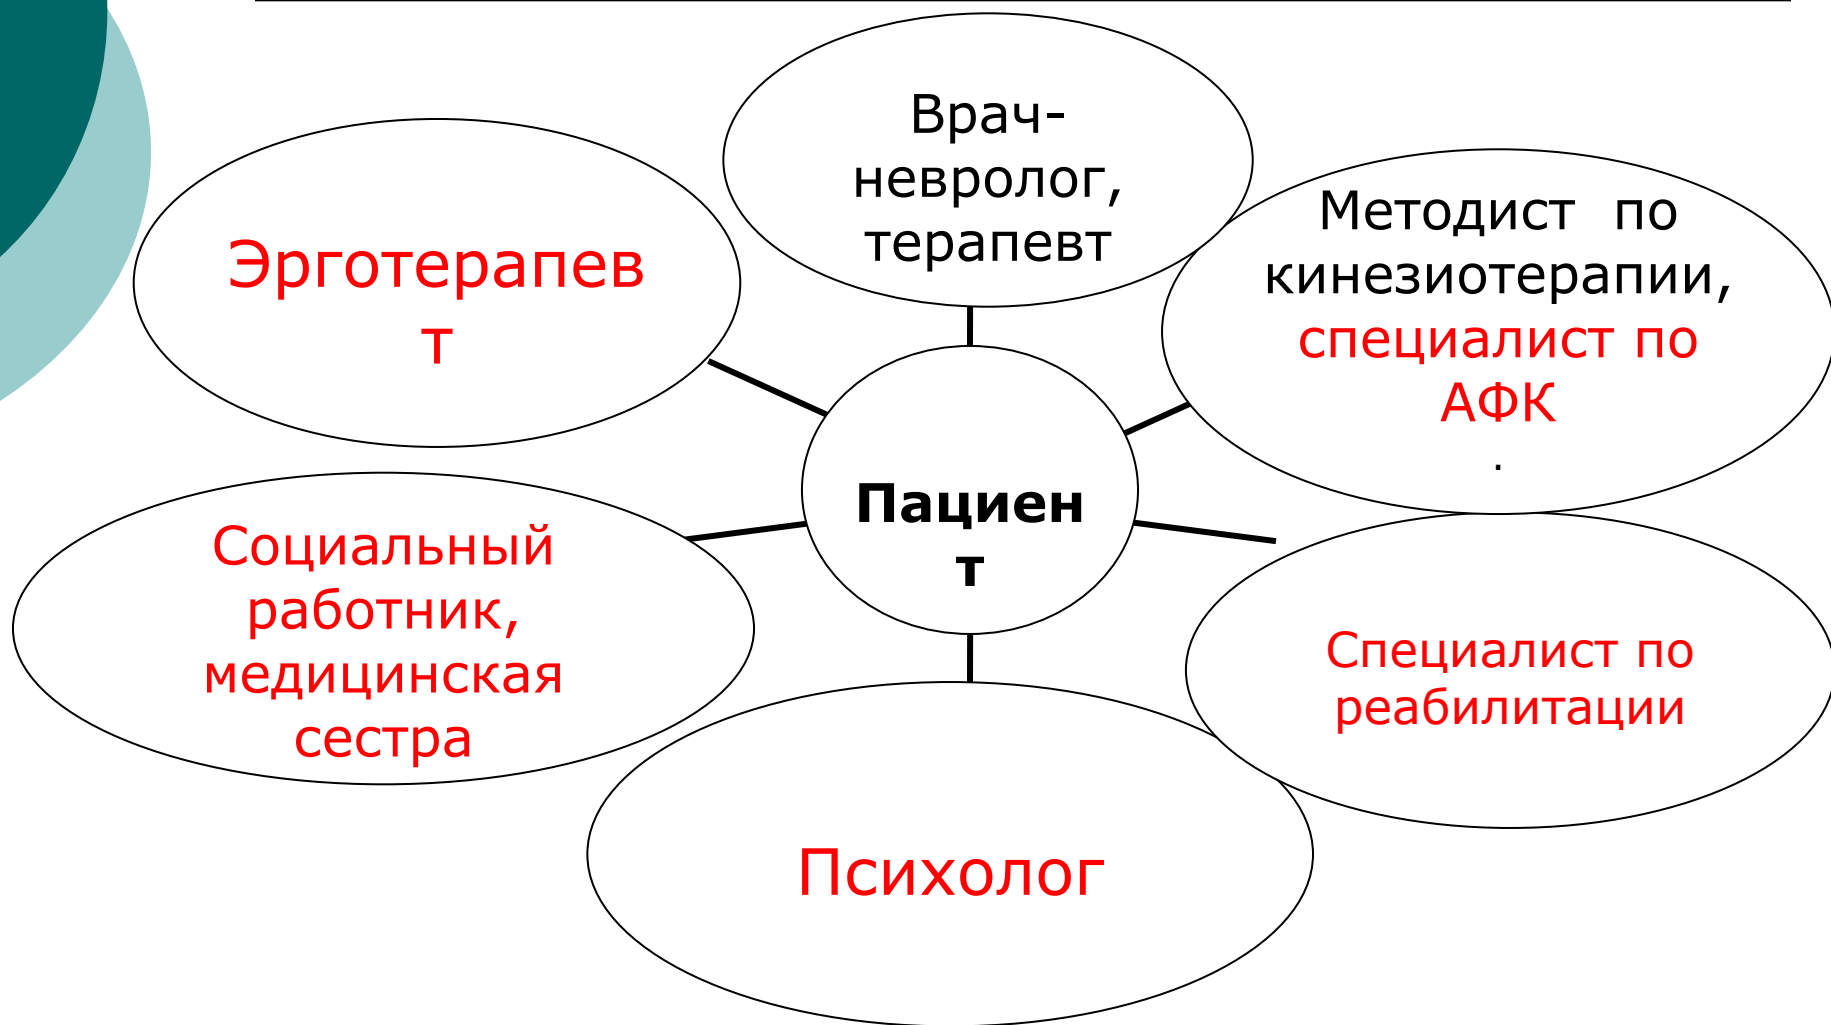 Врач-
невролог,
терапевт
Методист по
кинезиотерапии,
специалист по
АФК
.
Эрготерапев
т
Пациен
т
Социальный
работник,
медицинская
сестра
Специалист по
реабилитации
Психолог